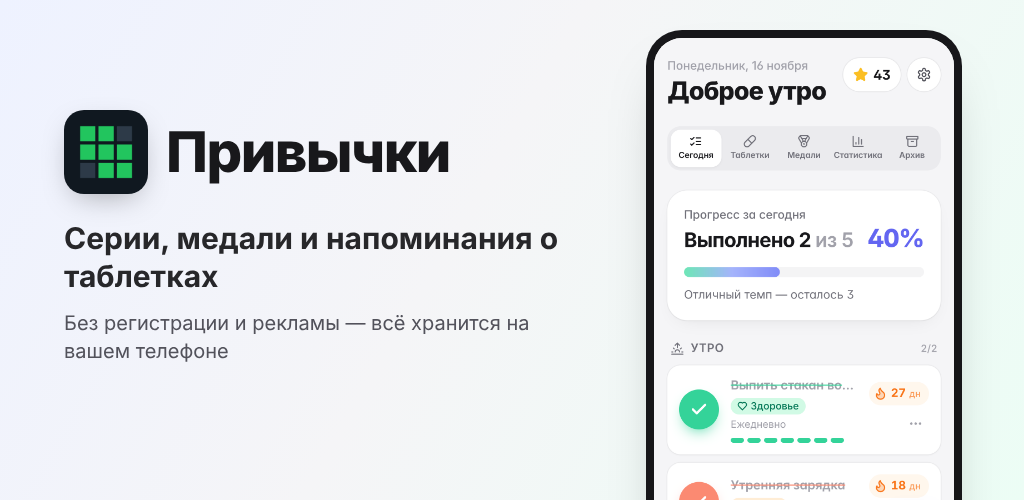 Привычки
Серии, медали и напоминания о
таблетках
Без регистрации и рекламы — всё хранится на
вашем телефоне
Понедельник, 16 ноября
Доброе утро
43
Сегодня
Таблетки
Медали
Статистика
Архив
Прогресс за сегодня
Выполнено 2 из 5
40%
Отличный темп — осталось 3
УТРО
2/2
Выпить стакан во...
27 дн
Здоровье
Ежедневно
Утренняя зарядка
18 дн